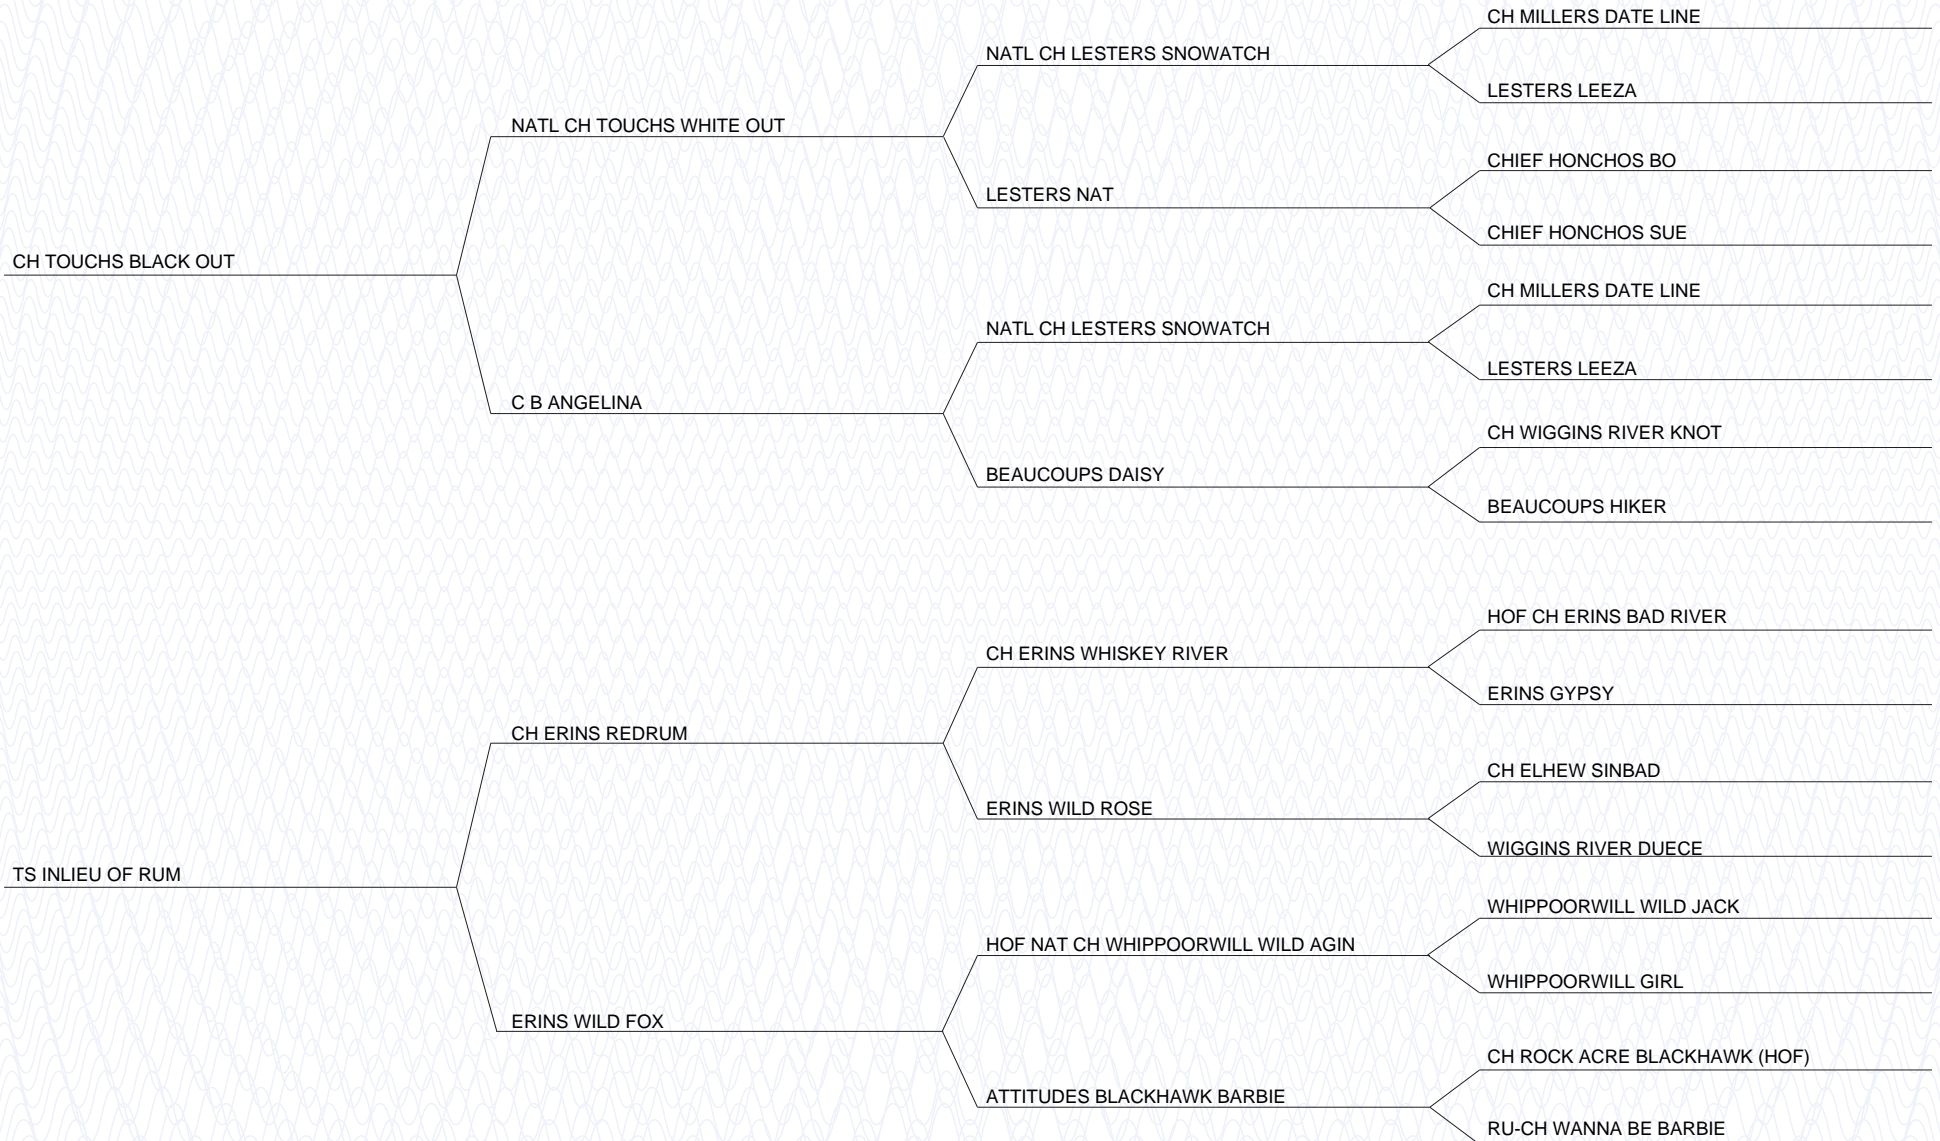 CH MILLERS DATE LINE
NATL CH LESTERS SNOWATCH
LESTERS LEEZA
NATL CH TOUCHS WHITE OUT
CHIEF HONCHOS BO
LESTERS NAT
CHIEF HONCHOS SUE
CH TOUCHS BLACK OUT
CH MILLERS DATE LINE
NATL CH LESTERS SNOWATCH
LESTERS LEEZA
C B ANGELINA
CH WIGGINS RIVER KNOT
BEAUCOUPS DAISY
BEAUCOUPS HIKER
HOF CH ERINS BAD RIVER
CH ERINS WHISKEY RIVER
ERINS GYPSY
CH ERINS REDRUM
CH ELHEW SINBAD
ERINS WILD ROSE
WIGGINS RIVER DUECE
TS INLIEU OF RUM
WHIPPOORWILL WILD JACK
HOF NAT CH WHIPPOORWILL WILD AGIN
WHIPPOORWILL GIRL
ERINS WILD FOX
CH ROCK ACRE BLACKHAWK (HOF)
ATTITUDES BLACKHAWK BARBIE
RU-CH WANNA BE BARBIE